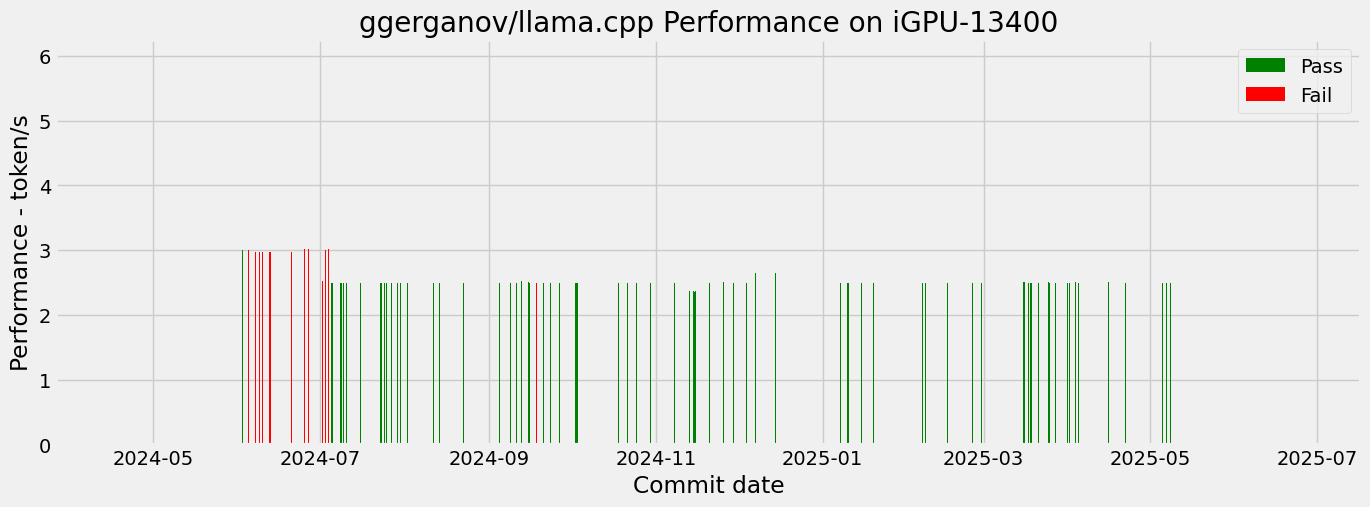 ggerganov/llama.cpp Performance on iGPU-13400
Performance - token/s
6
5
4
3
2
1
0
Pass
Fail
2024-05 2024-07 2024-09 2024-11 2025-01 2025-03 2025-05 2025-07
Commit date